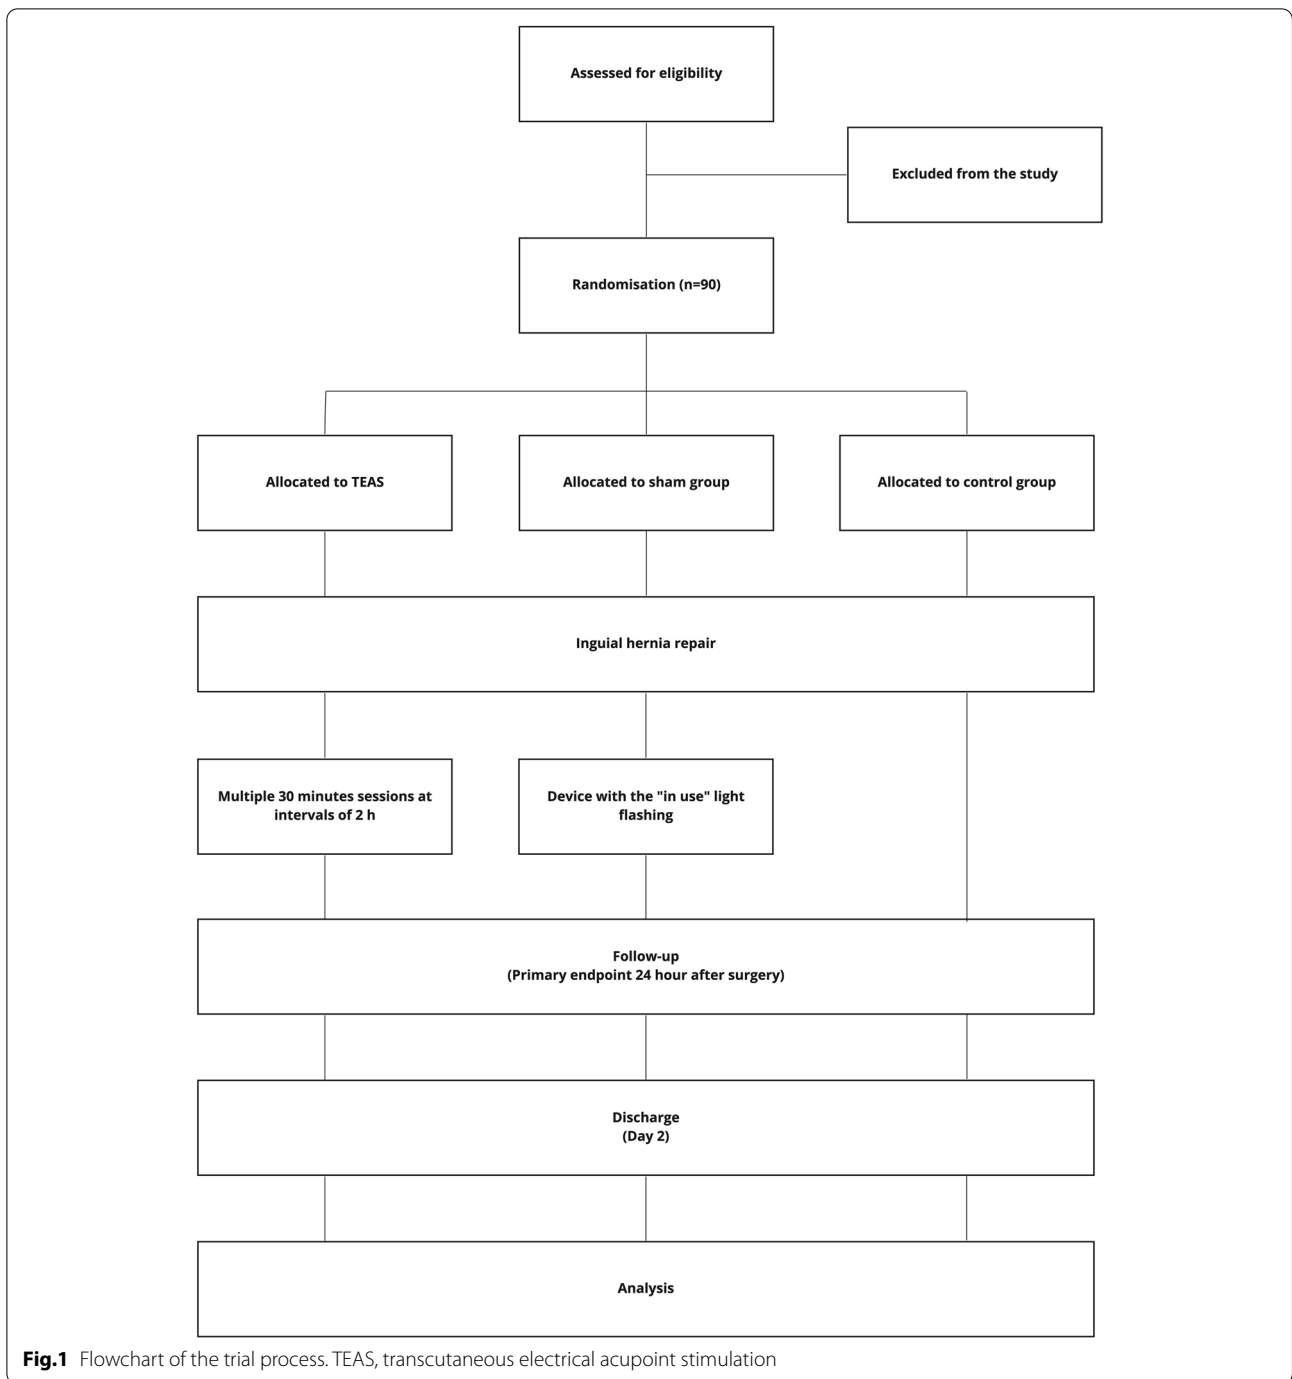 Assessed for eligibility
Excluded from the study
Randomisation (n=90)
Allocated to TEAS
Allocated to sham group
Allocated to control group
Inguial hernia repair
Multiple 30 minutes sessions at
intervals of 2 h
Device with the "in use" light
flashing
Follow-up
(Primary endpoint 24 hour after surgery)
Discharge
(Day 2)
Analysis
Fig.1 Flowchart of the trial process. TEAS, transcutaneous electrical acupoint stimulation